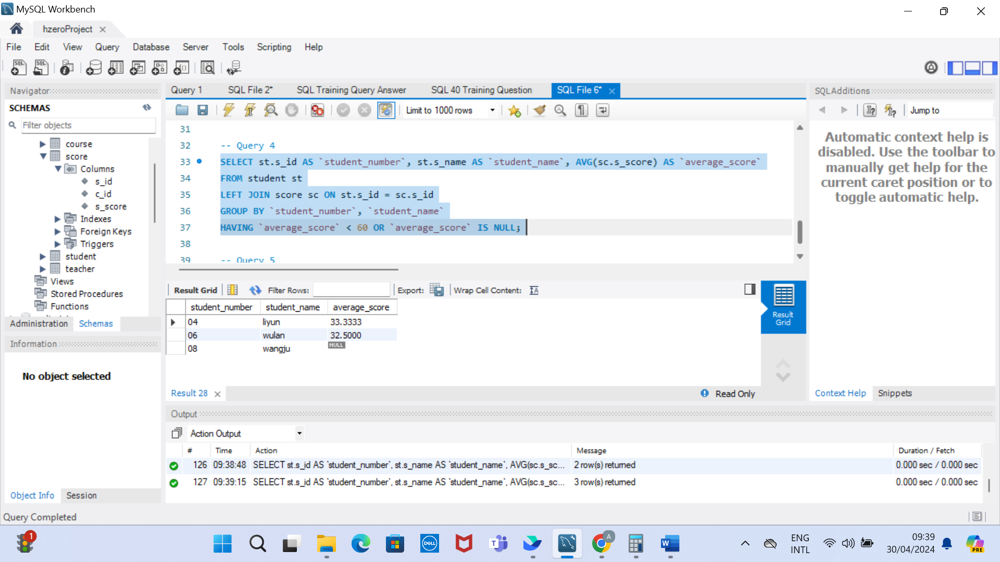 MySQL Workbench
hzeroProject
File Edit View Query Database Server Tools Scripting Help
Navigator
SCHEMAS
Filter objects
course
score
Columns
s_id
c_id
s_score
Indexes
Foreign Keys
Triggers
student
teacher
Views
Stored Procedures
Functions
Administration Schemas
Information
No object selected
Object Info Session
Query Completed
Query 1 SQL File 2* SQL Training Query Answer SQL 40 Training Question SQL File 6*
Limit to 1000 rows
31
32 -- Query 4
33 SELECT st.s_id AS `student_number`, st.s_name AS `student_name`, AVG(sc.s_score) AS `average_score`
34 FROM student st
35 LEFT JOIN score sc ON st.s_id = sc.s_id
36 GROUP BY `student_number`, `student_name`
37 HAVING `average_score` < 60 OR `average_score` IS NULL;
38
39 -- Query 5
Result Grid Filter Rows: Export: Wrap Cell Content:
student_number student_name average_score
04 liyun 33.3333
06 wulan 32.5000
08 wangju NULL
Result Grid
Result 28
Read Only
SQLAdditions
Jump to
Automatic context help is
disabled. Use the toolbar to
manually get help for the
current caret position or to
toggle automatic help.
Context Help Snippets
Output
Action Output
# Time Action Message Duration / Fetch
126 09:38:48 SELECT st.s_id AS `student_number`, st.s_name AS `student_name`, AVG(sc.s_sc... 2 row(s) returned 0.000 sec / 0.000 sec
127 09:39:15 SELECT st.s_id AS `student_number`, st.s_name AS `student_name`, AVG(sc.s_sc... 3 row(s) returned 0.000 sec / 0.000 sec
1
DELL
T
A
W
ENG
INTL
09:39
30/04/2024
PRE